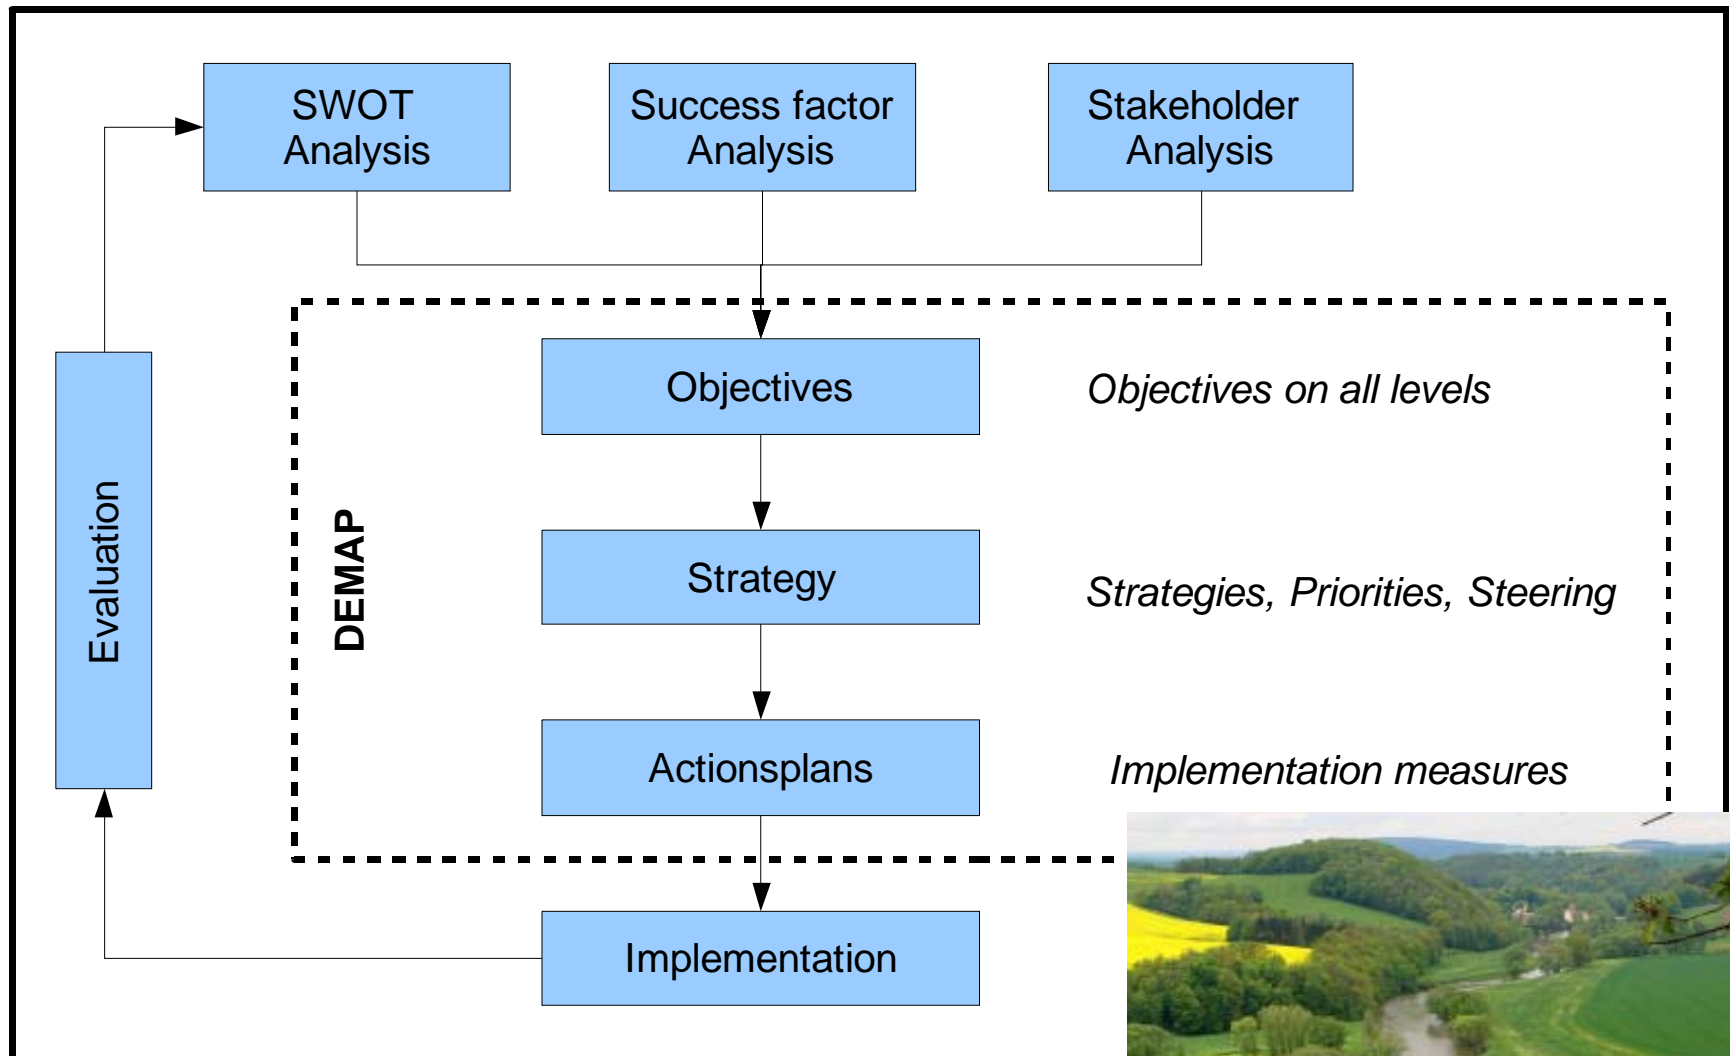 SWOT
Analysis
Success factor
Analysis
Stakeholder
Analysis
Objectives
Objectives on all levels
Evaluation
DEMAP
Strategy
Strategies, Priorities, Steering
Actionsplans
Implementation measures
Implementation